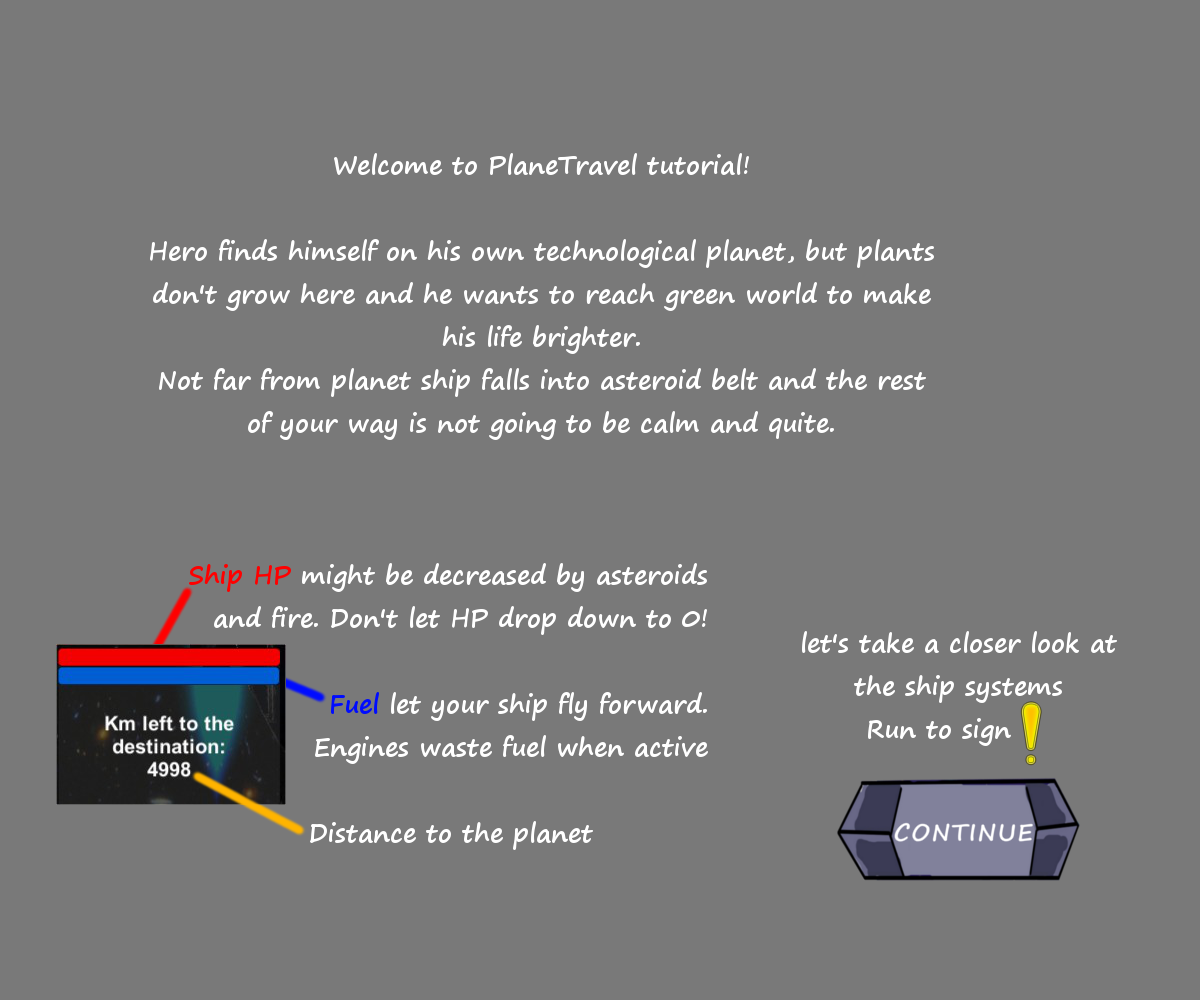 Welcome to PlaneTravel tutorial!
Hero finds himself on his own technological planet, but plants
don't grow here and he wants to reach green world to make
his life brighter.
Not far from planet ship falls into asteroid belt and the rest
of your way is not going to be calm and quite.
Ship HP might be decreased by asteroids
and fire. Don't let HP drop down to 0!
Fuel let your ship fly forward.
Engines waste fuel when active
Km left to the
destination:
4998
Distance to the planet
let's take a closer look at
the ship systems
Run to sign !
CONTINUE